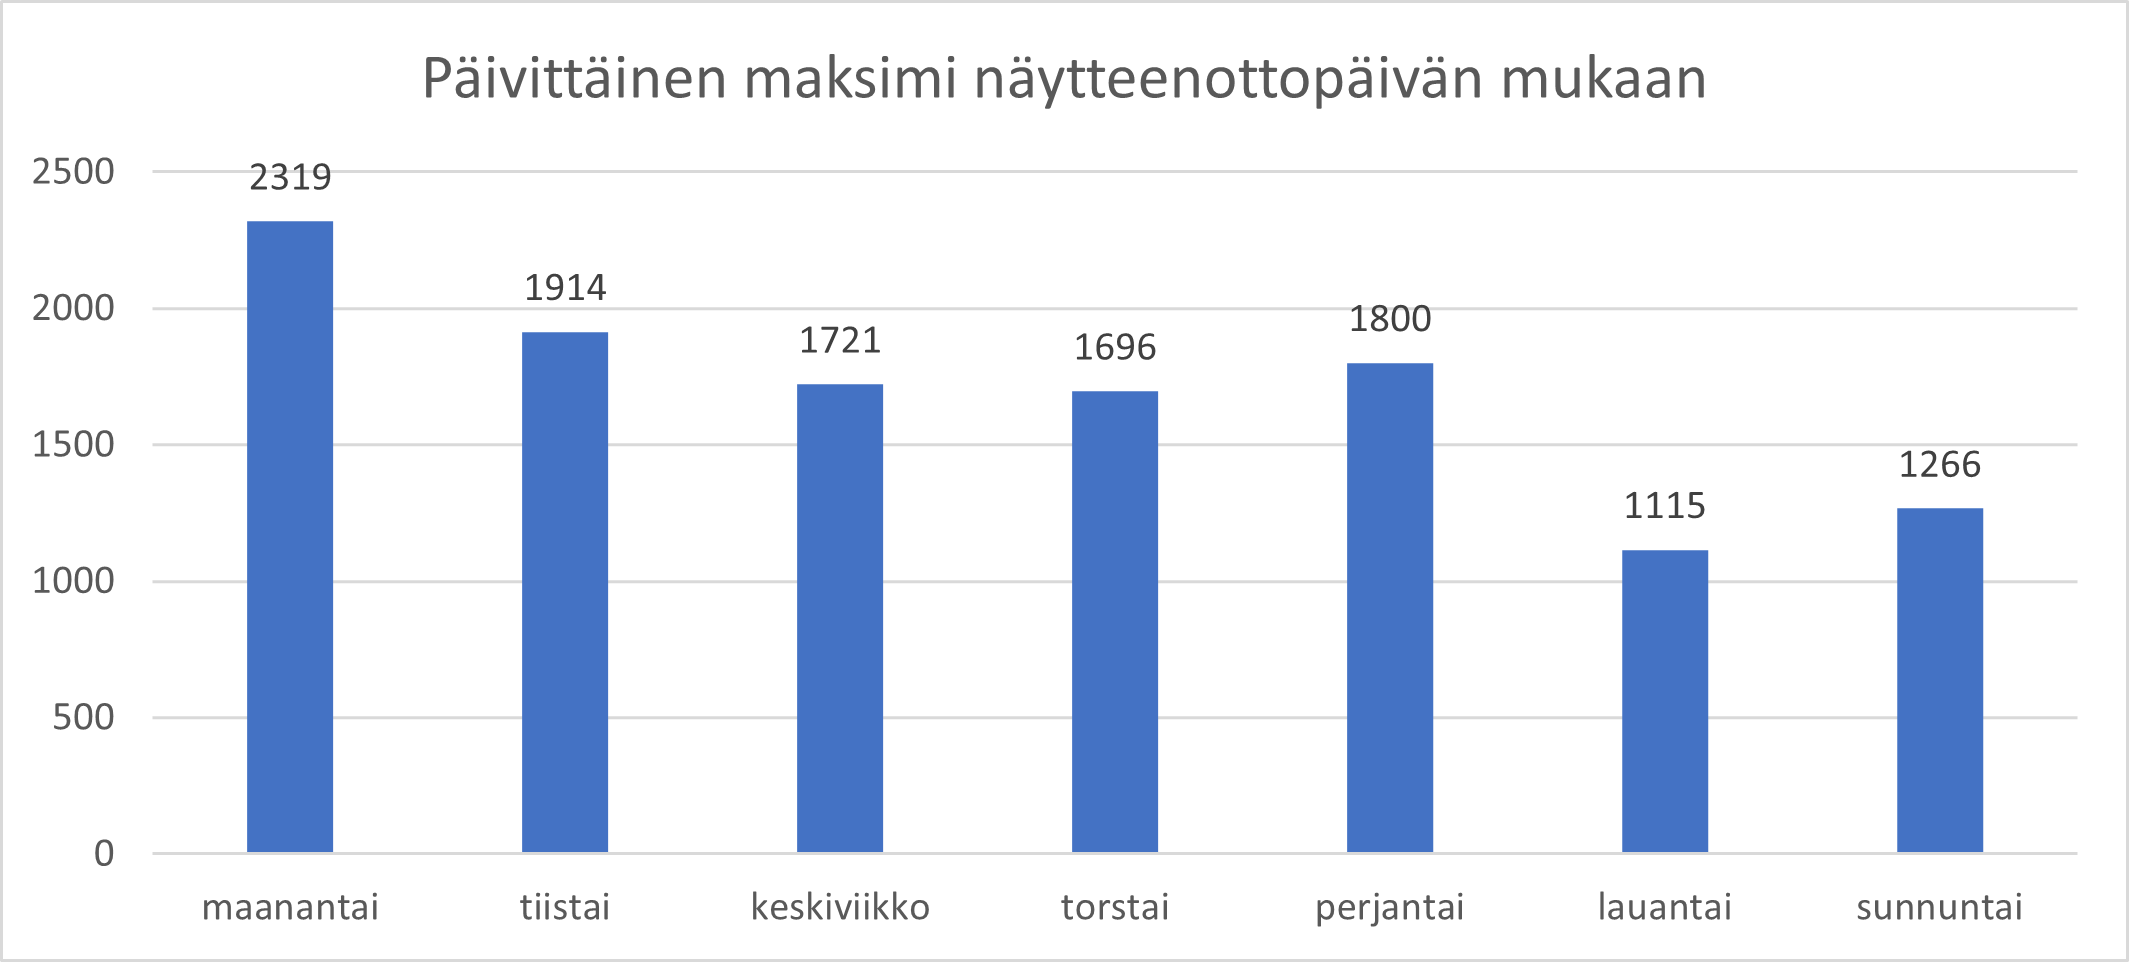 Päivittäinen maksimi näytteenottopäivän mukaan
2500
2000
1500
1000
500
0
2319
1914
1721
1696
1800
1115
1266
maanantai
tiistai
keskiviikko
torstai
perjantai
lauantai
sunnuntai